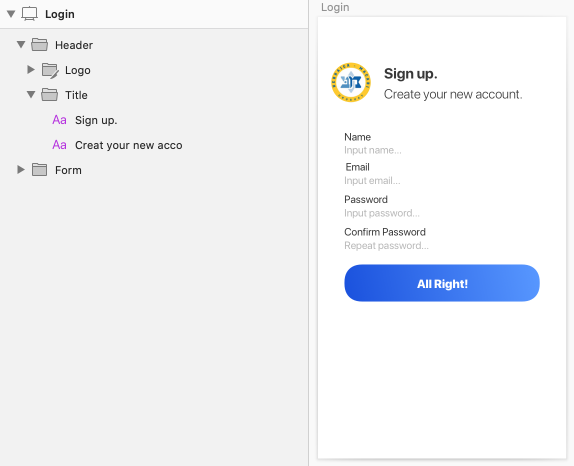 Login
Header
Logo
Title
Aa Sign up.
Aa Creat your new acco
Form
Login
Sign up.
Create your new account.
Name
Input name...
Email
Input email...
Password
Input password...
Confirm Password
Repeat password...
All Right!